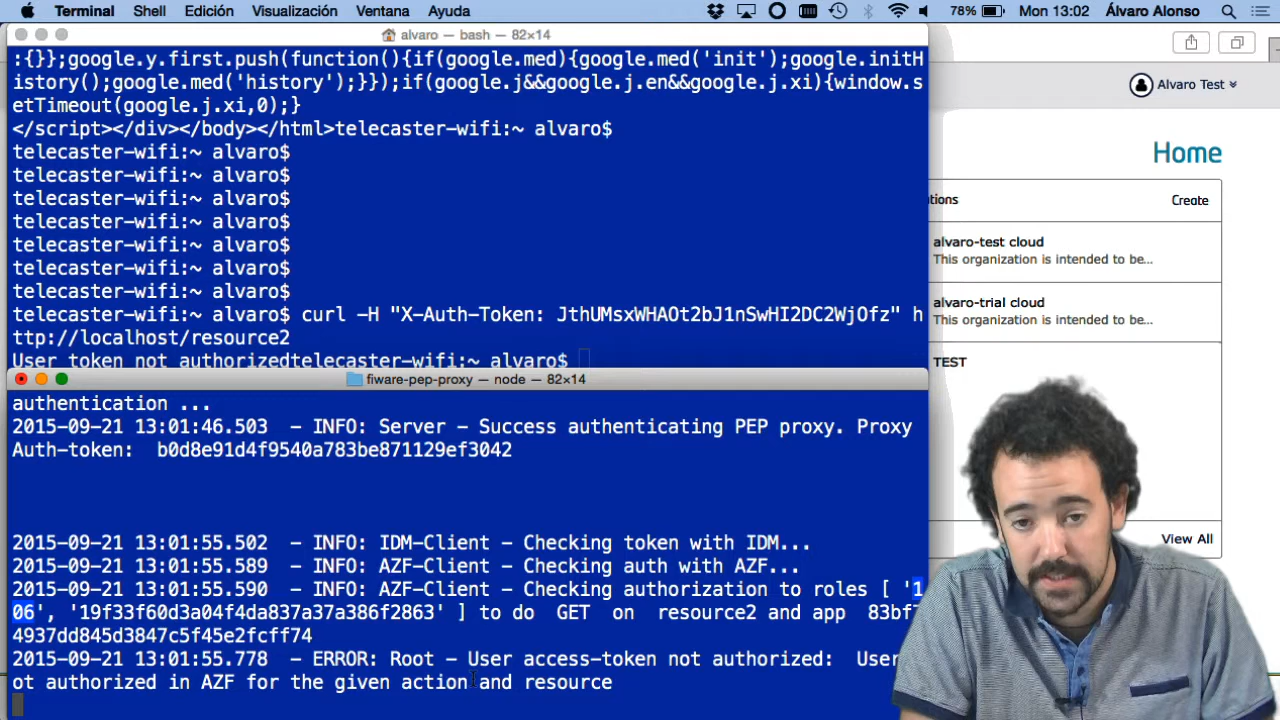 Terminal Shell Edición Visualización Ventana Ayuda 78% Mon 13:02 Álvaro Alonso
alvaro — bash — 82×14
:{}};google.y.first.push(function(){if(google.med){google.med('init');google.initH
istory();google.med('history');}});if(google.j&&google.j.en&&google.j.xi){window.s
etTimeout(google.j.xi,0);}
</script></div></body></html>telecaster-wifi:~ alvaro$
telecaster-wifi:~ alvaro$
telecaster-wifi:~ alvaro$
telecaster-wifi:~ alvaro$
telecaster-wifi:~ alvaro$
telecaster-wifi:~ alvaro$
telecaster-wifi:~ alvaro$
telecaster-wifi:~ alvaro$
telecaster-wifi:~ alvaro$ curl -H "X-Auth-Token: JthUMsxWHAOt2bJ1nSwHI2DC2WjOfz" h
ttp://localhost/resource2
User token not authorizedtelecaster-wifi:~ alvaro$
fiware-pep-proxy — node — 82×14
authentication ...
2015-09-21 13:01:46.503 - INFO: Server - Success authenticating PEP proxy. Proxy
Auth-token: b0d8e91d4f9540a783be871129ef3042
2015-09-21 13:01:55.502 - INFO: IDM-Client - Checking token with IDM...
2015-09-21 13:01:55.589 - INFO: AZF-Client - Checking auth with AZF...
2015-09-21 13:01:55.590 - INFO: AZF-Client - Checking authorization to roles [ '1
06', '19f33f60d3a04f4da837a37a386f2863' ] to do GET on resource2 and app 83bf7
4937dd845d3847c5f45e2fcff74
2015-09-21 13:01:55.778 - ERROR: Root - User access-token not authorized: User
ot authorized in AZF for the given action and resource
Alvaro Test
Home
tions Create
alvaro-test cloud
This organization is intended to be...
alvaro-trial cloud
This organization is intended to be...
TEST
View All